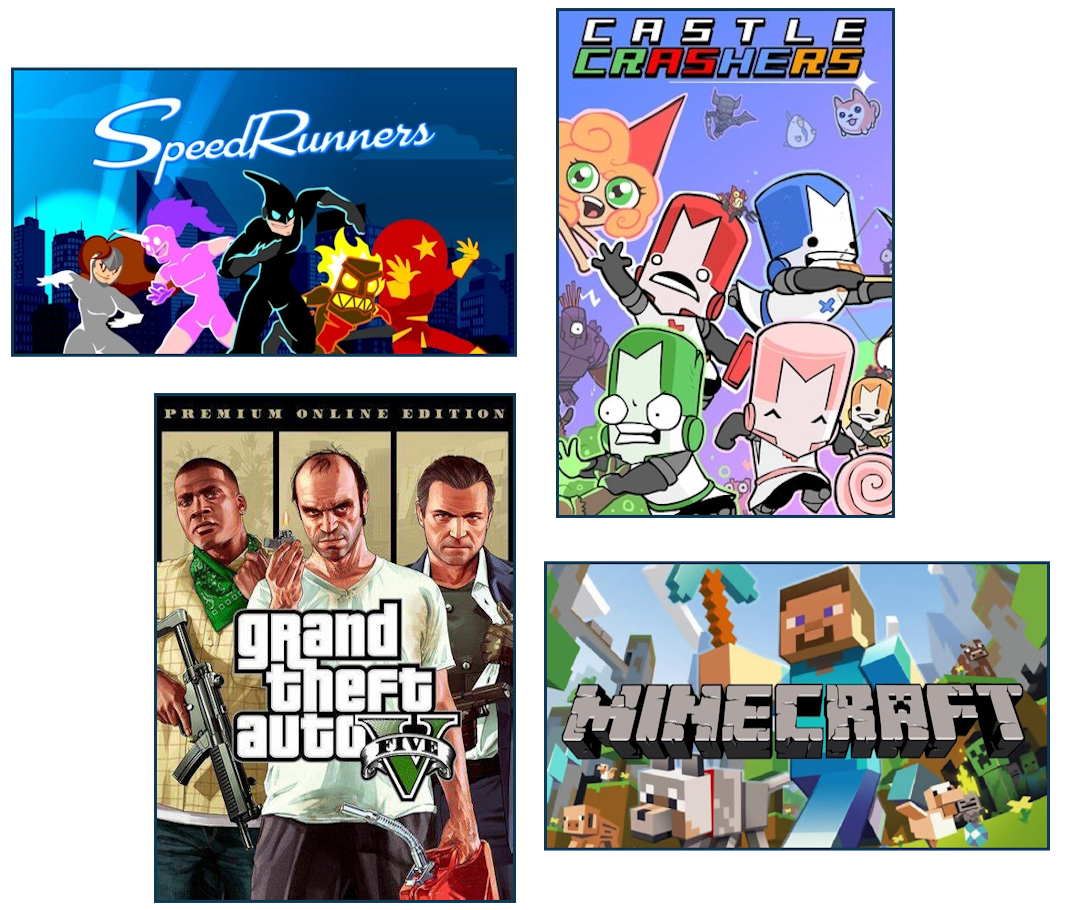 SpeedRunners
CASTLE
CRASHERS
PREMIUM ONLINE EDITION
grand
theft
auto V
FIVE
MINECRAFT